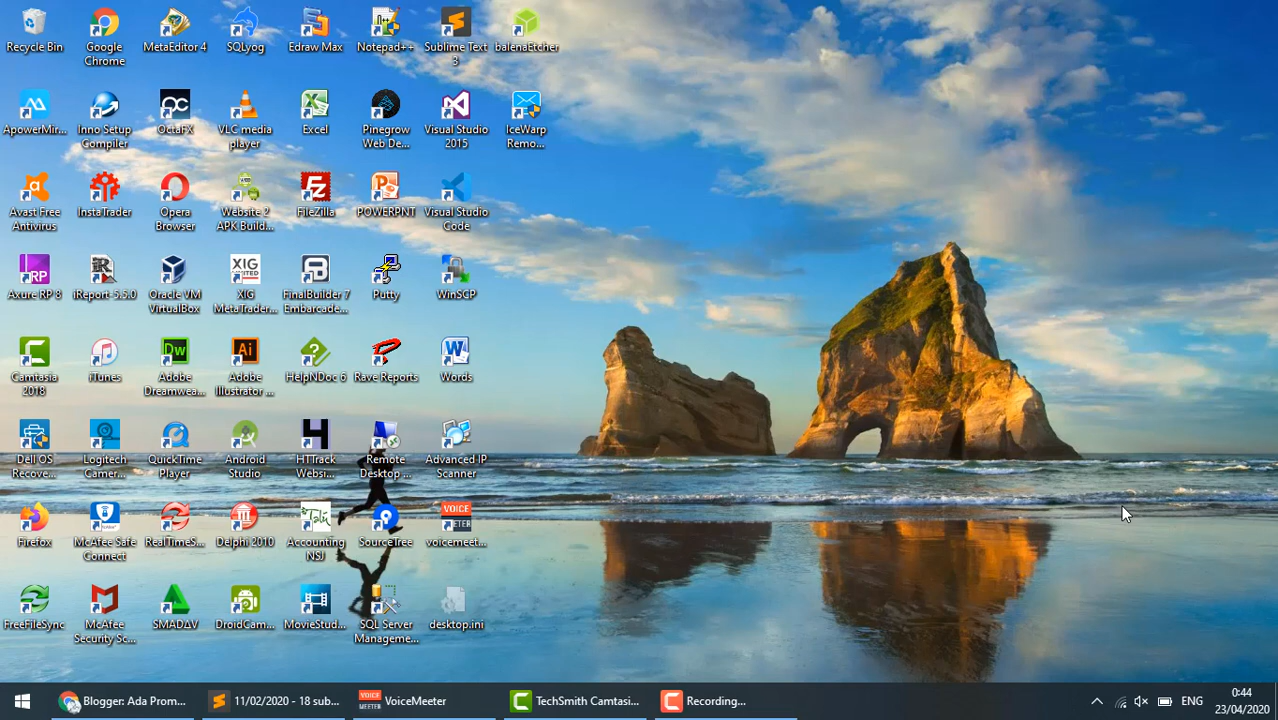 Recycle Bin
Google
Chrome
MetaEditor 4
SQLyog
Edraw Max
Notepad++
Sublime Text
3
balenaEtcher
ApowerMir...
Inno Setup
Compiler
OctaFX
VLC media
player
Excel
Pinegrow
Web De...
Visual Studio
2015
IceWarp
Remo...
Avast Free
Antivirus
InstaTrader
Opera
Browser
Website 2
APK Build...
FileZilla
POWERPNT
Visual Studio
Code
Axure RP 8
iReport-5.5.0
Oracle VM
VirtualBox
XIG
MetaTrader...
FinalBuilder 7
Embarcade...
Putty
WinSCP
Camtasia
2018
iTunes
Adobe
Dreamwea...
Adobe
Illustrator ...
HelpNDoc 6
Rave Reports
Words
Dell OS
Recove...
Logitech
Camer...
QuickTime
Player
Android
Studio
HTTrack
Websi...
Remote
Desktop ...
Advanced IP
Scanner
Firefox
McAfee Safe
Connect
RealTimeS...
Delphi 2010
Accounting
NSJ
SourceTree
VOICE
MEETER
voicemeet...
FreeFileSync
McAfee
Security Sc...
SMADAV
DroidCam...
MovieStud...
SQL Server
Manageme...
desktop.ini
Blogger: Ada Prom...
11/02/2020 - 18 sub...
VOICE
MEETER
VoiceMeeter
TechSmith Camtasi...
Recording...
ENG
0:44
23/04/2020